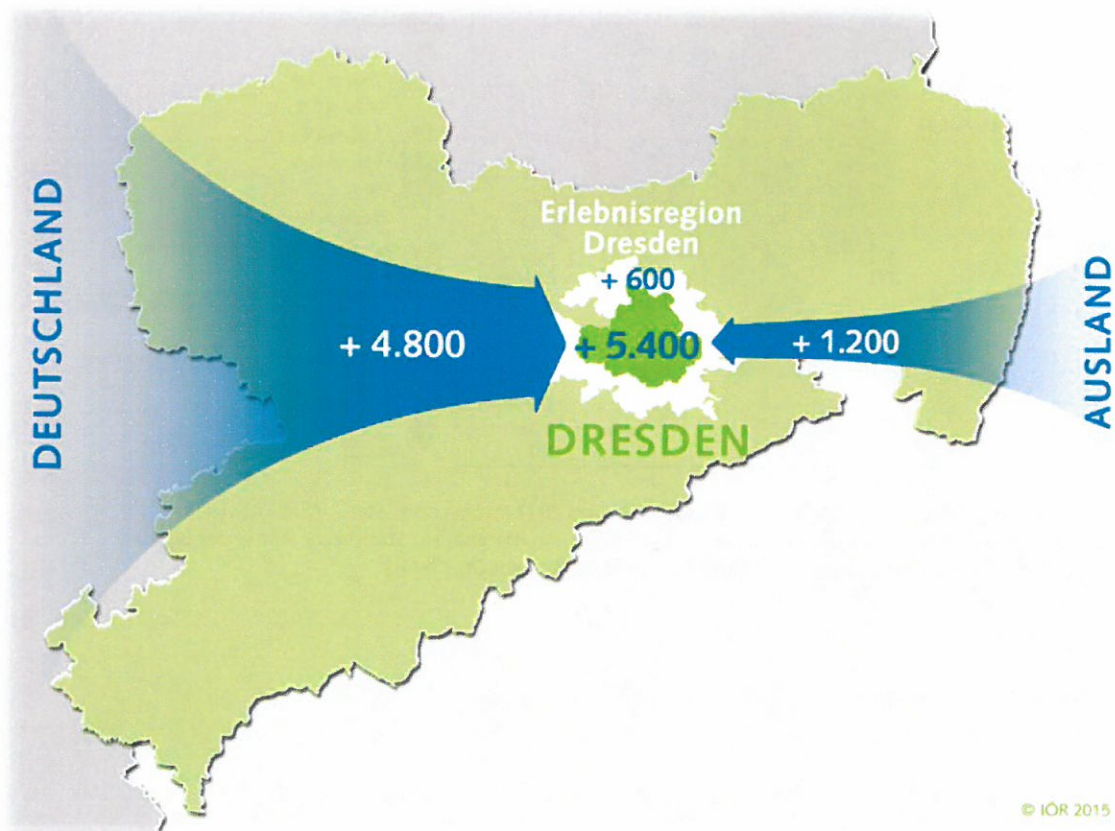 DEUTSCHLAND
Erlebnisregion
Dresden
+ 600
+ 4.800
+ 5.400
+ 1.200
DRESDEN
AUSLAND
© IÖR 2015